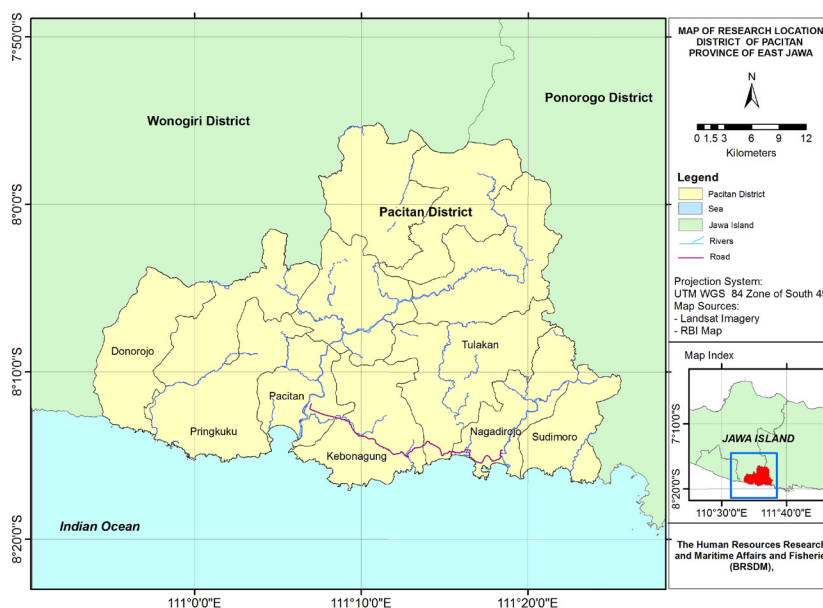 MAP OF RESEARCH LOCATION
DISTRICT OF PACITAN
PROVINCE OF EAST JAWA
N
0 1.5 3 6 9 12
Kilometers
Legend
Pacitan District
Sea
Jawa Island
Rivers
Road
Projection System:
UTM WGS 84 Zone of South 49
Map Sources:
- Landsat Imagery
- RBI Map
Map Index
JAWA ISLAND
7°10'0"S
8°20'0"S
110°30'0"E 111°40'0"E
The Human Resources Research
and Maritime Affairs and Fisherie
(BRSDM),
7°50'0"S
8°0'0"S
8°10'0"S
8°20'0"S
111°0'0"E 111°10'0"E 111°20'0"E
Wonogiri District
Ponorogo District
Pacitan District
Donorojo
Tulakan
Pacitan
Pringkuku
Kebonagung
Nagadirojo
Sudimoro
Indian Ocean